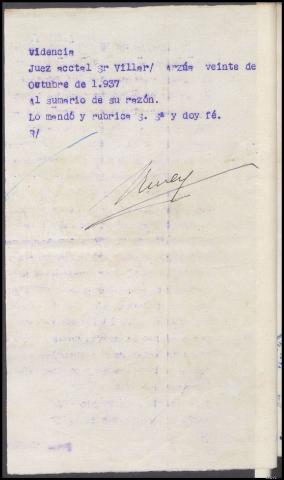 videncia
Juez acctal sr Villar/ arzúa veinte de
Octubre de 1.937
al sumario de su razón.
Lo mandó y rubrica s. sª y doy fé.